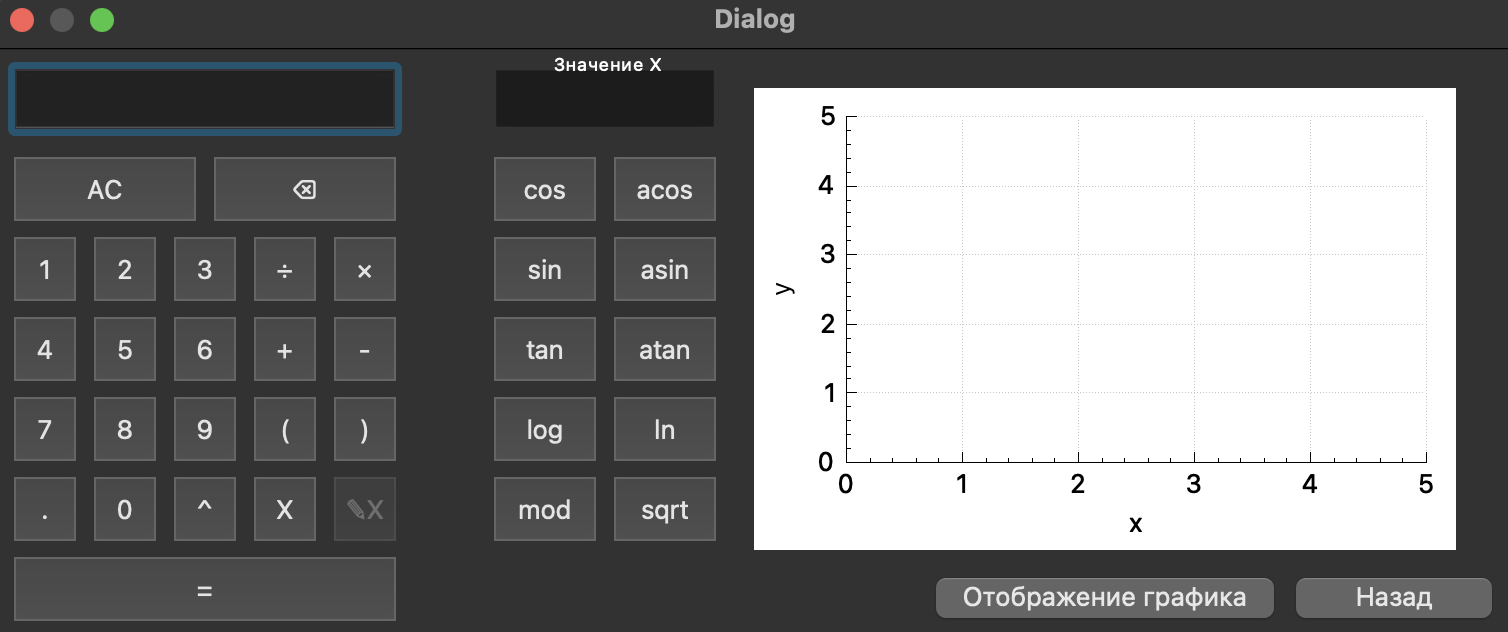 Dialog
Значение X
AC ⌫
1 2 3 ÷ ×
4 5 6 + -
7 8 9 ( )
. 0 ^ X ✎X
=
cos acos
sin asin
tan atan
log ln
mod sqrt
5
4
3
2
1
0
y
0 1 2 3 4 5
x
Отображение графика
Назад